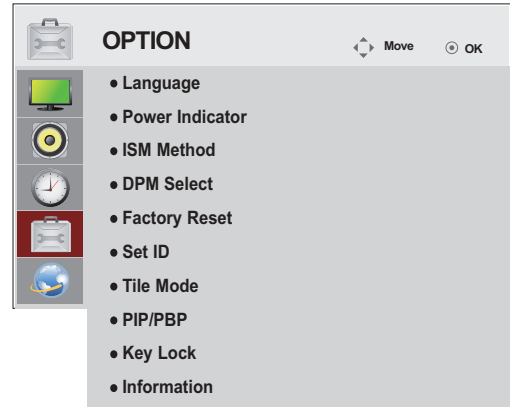 OPTION
Move
OK
● Language
● Power Indicator
● ISM Method
● DPM Select
● Factory Reset
● Set ID
● Tile Mode
● PIP/PBP
● Key Lock
● Information